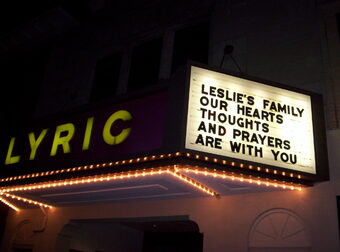 LYRIC
LESLIE'S FAMILY
OUR HEARTS
THOUGHTS
AND PRAYERS
ARE WITH YOU